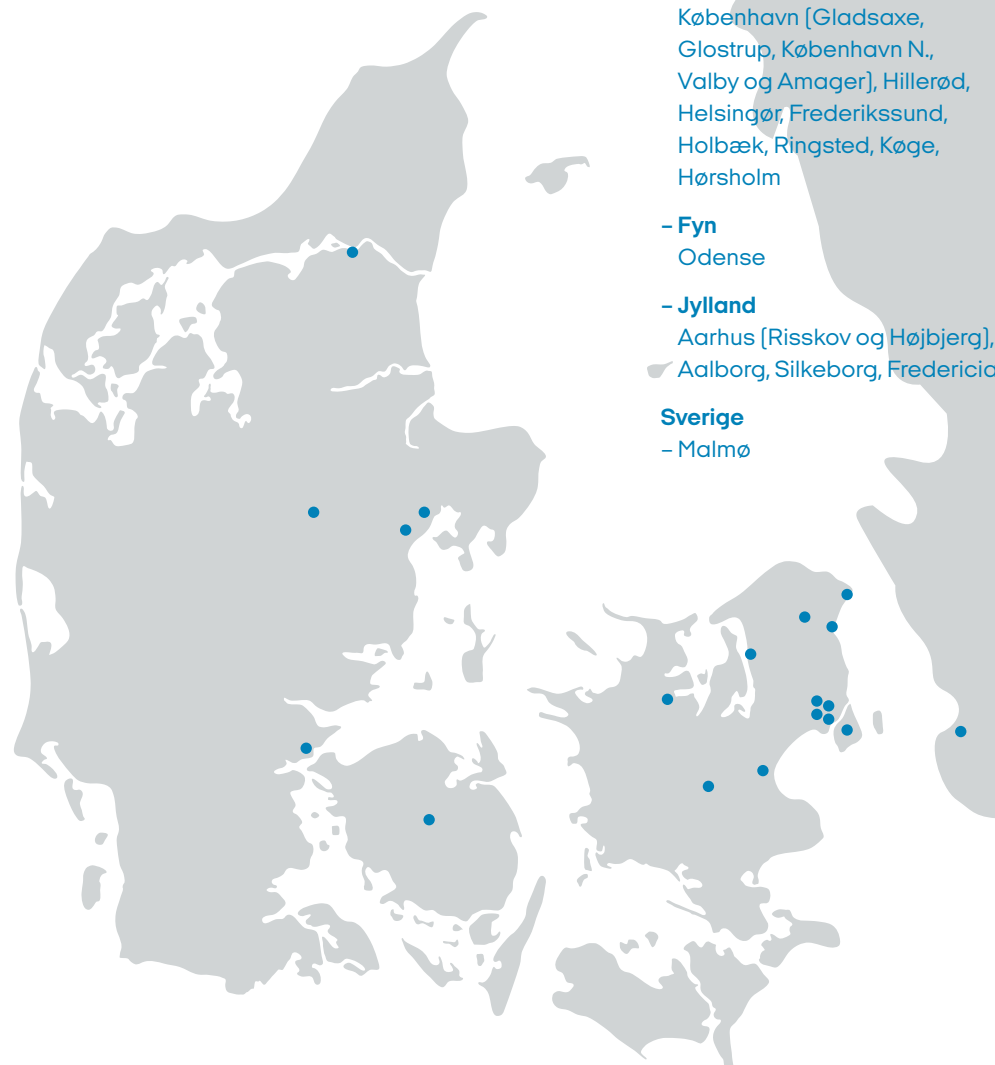 København (Gladsaxe,
Glostrup, København N.,
Valby og Amager), Hillerød,
Helsingør, Frederikssund,
Holbæk, Ringsted, Køge,
Hørsholm
– Fyn
Odense
– Jylland
Aarhus (Risskov og Højbjerg),
Aalborg, Silkeborg, Fredericia
Sverige
– Malmø